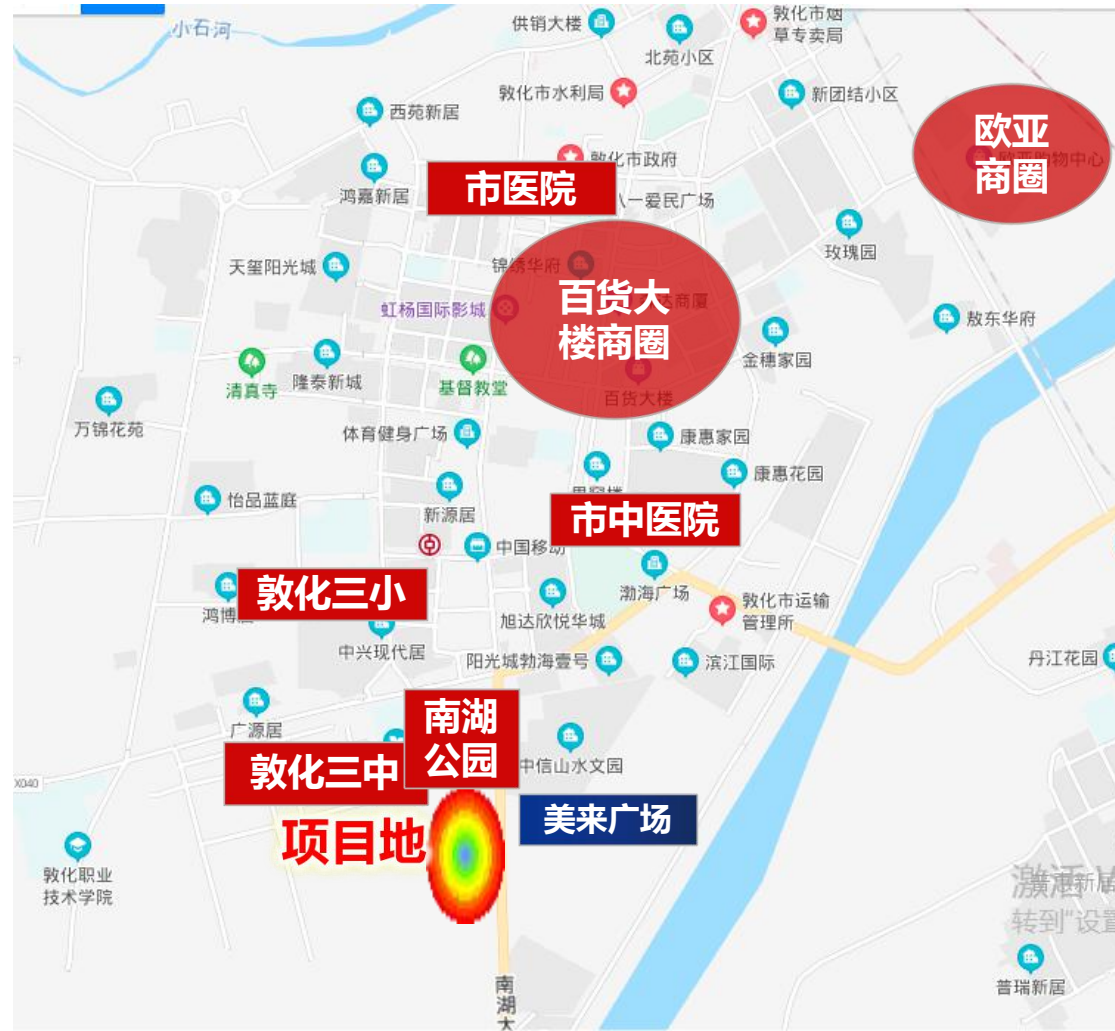 小石河
供销大楼
敦化市烟
草专卖局
北苑小区
敦化市水利局
新团结小区
西苑新居
欧亚
商圈
敦化市政府
鸿嘉新居
市医院
八一爱民广场
玫瑰园
天玺阳光城
锦绣华府
虹杨国际影城
百货大
楼商圈
敖东华府
金穗家园
清真寺
隆泰新城
基督教堂
百货大楼
万锦花苑
体育健身广场
康惠家园
康惠花园
怡品蓝庭
新源居
市中医院
中国移动
敦化三小
渤海广场
旭达欣悦华城
敦化市运输
管理所
中兴现代居
阳光城勃海壹号
滨江国际
丹江花园
广源居
南湖
公园
敦化三中
中信山水文园
X040
美来广场
项目地
敦化职业
技术学院
激活
转到"设置
普瑞新居
南
湖
大